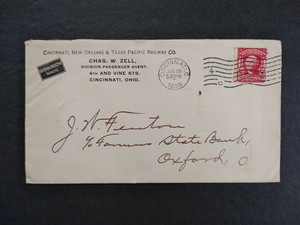 CINCINNATI, NEW ORLEANS & TEXAS PACIFIC RAILWAY CO.
CHAS. W. ZELL,
DIVISION PASSENGER AGENT,
4TH AND VINE STS.
CINCINNATI, OHIO.
CINCINNATI, O.
J. W. Fenton
c/o Farmers State Bank,
Oxford, O.